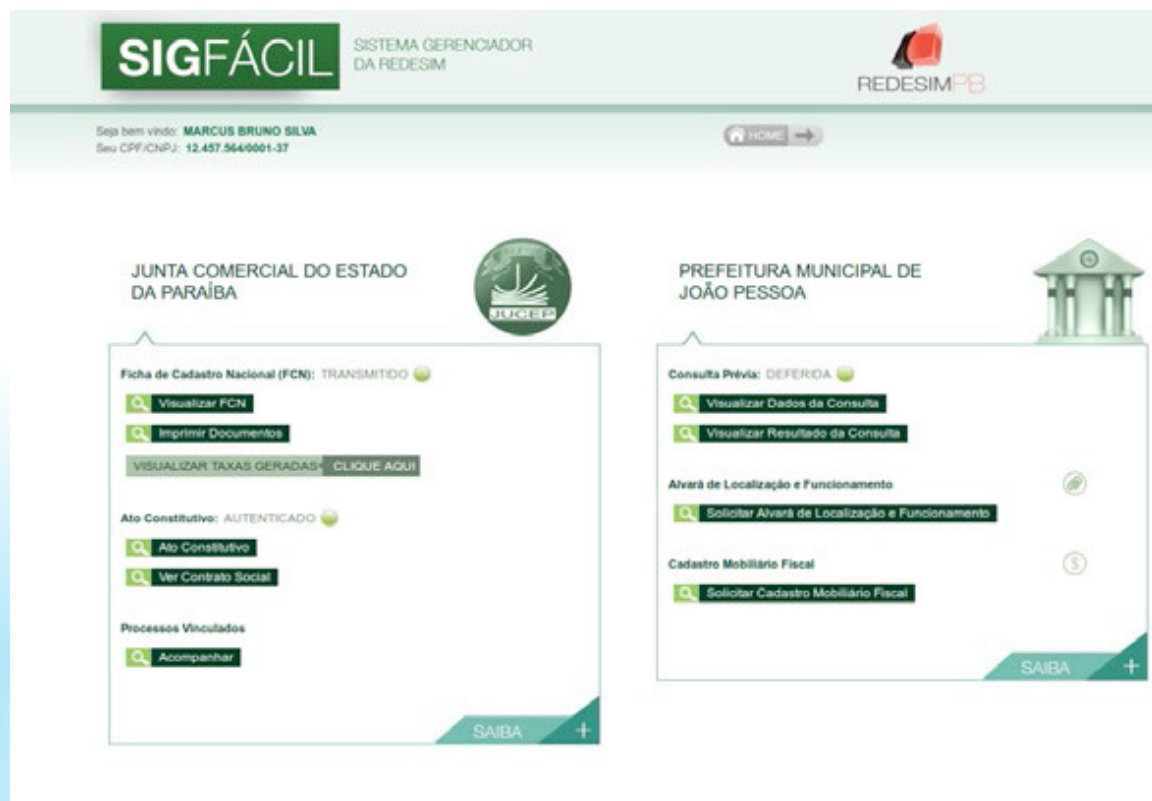 SIGFÁCIL
SISTEMA GERENCIADOR
DA REDESIM
REDESIMPB
Seja bem vindo: MARCUS BRUNO SILVA
Seu CPF/CNPJ: 12.457.564/0001-37
HOME
JUNTA COMERCIAL DO ESTADO
DA PARAÍBA
JUCEP
Ficha de Cadastro Nacional (FCN): TRANSMITIDO
Visualizar FCN
Imprimir Documentos
VISUALIZAR TAXAS GERADAS CLIQUE AQUI
Ato Constitutivo: AUTENTICADO
Ato Constitutivo
Ver Contrato Social
Processos Vinculados
Acompanhar
SAIBA +
PREFEITURA MUNICIPAL DE
JOÃO PESSOA
Consulta Prévia: DEFERIDA
Visualizar Dados da Consulta
Visualizar Resultado da Consulta
Alvará de Localização e Funcionamento
Solicitar Alvará de Localização e Funcionamento
Cadastro Mobiliário Fiscal
$
Solicitar Cadastro Mobiliário Fiscal
SAIBA +